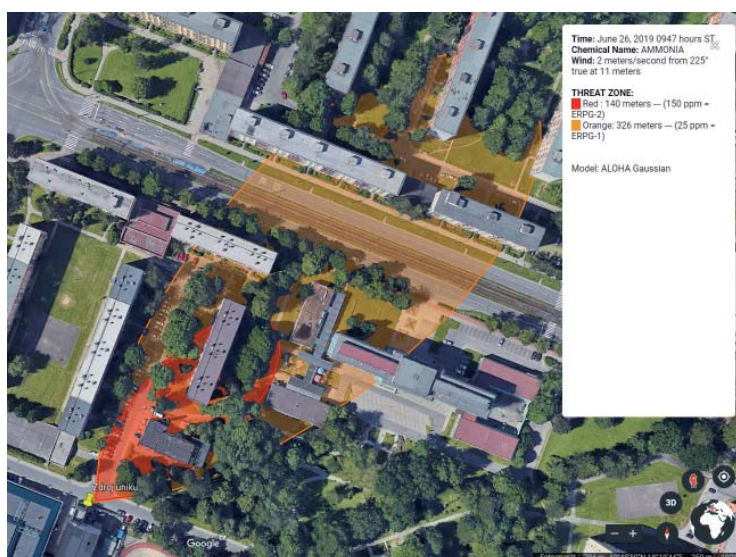 Time: June 26, 2019 0947 hours ST
Chemical Name: AMMONIA
Wind: 2 meters/second from 225°
true at 11 meters
THREAT ZONE:
Red : 140 meters --- (150 ppm =
ERPG-2)
Orange: 326 meters --- (25 ppm =
ERPG-1)
Model: ALOHA Gaussian
Zdroj úniku
3D
Google